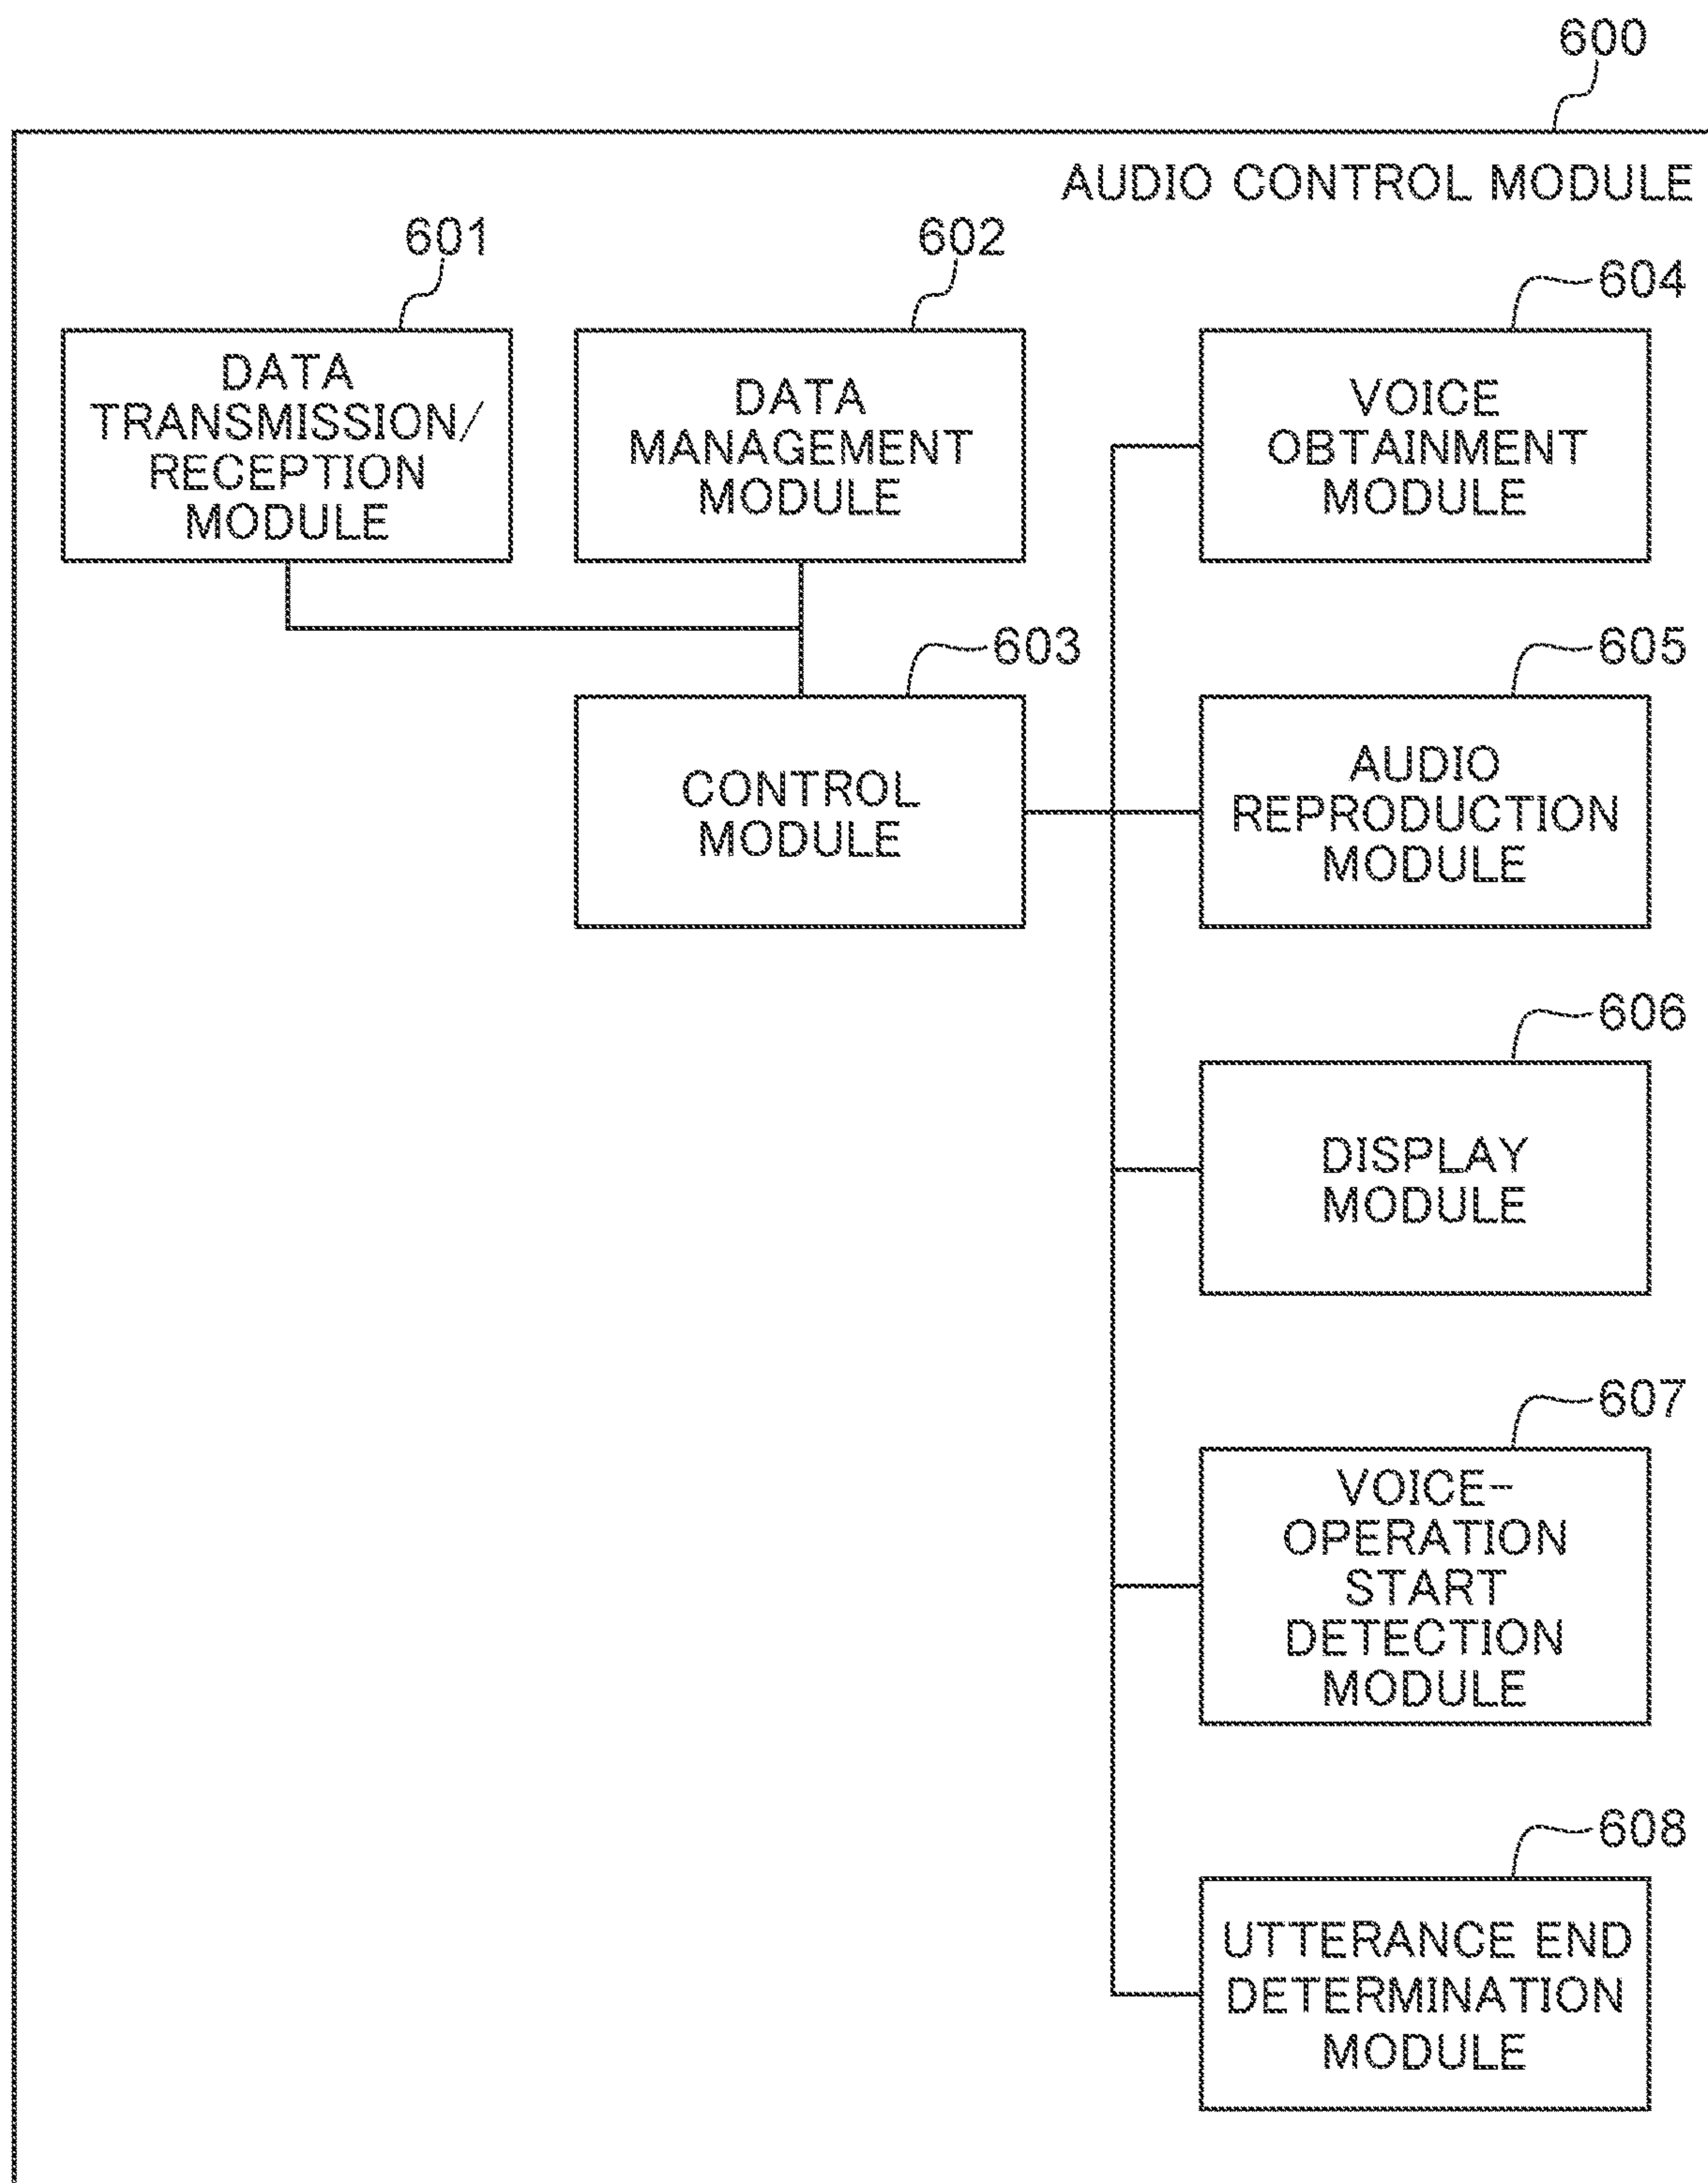 600
AUDIO CONTROL MODULE
601
DATA
TRANSMISSION/
RECEPTION
MODULE
602
DATA
MANAGEMENT
MODULE
603
CONTROL
MODULE
604
VOICE
OBTAINMENT
MODULE
605
AUDIO
REPRODUCTION
MODULE
606
DISPLAY
MODULE
607
VOICE-
OPERATION
START
DETECTION
MODULE
608
UTTERANCE END
DETERMINATION
MODULE